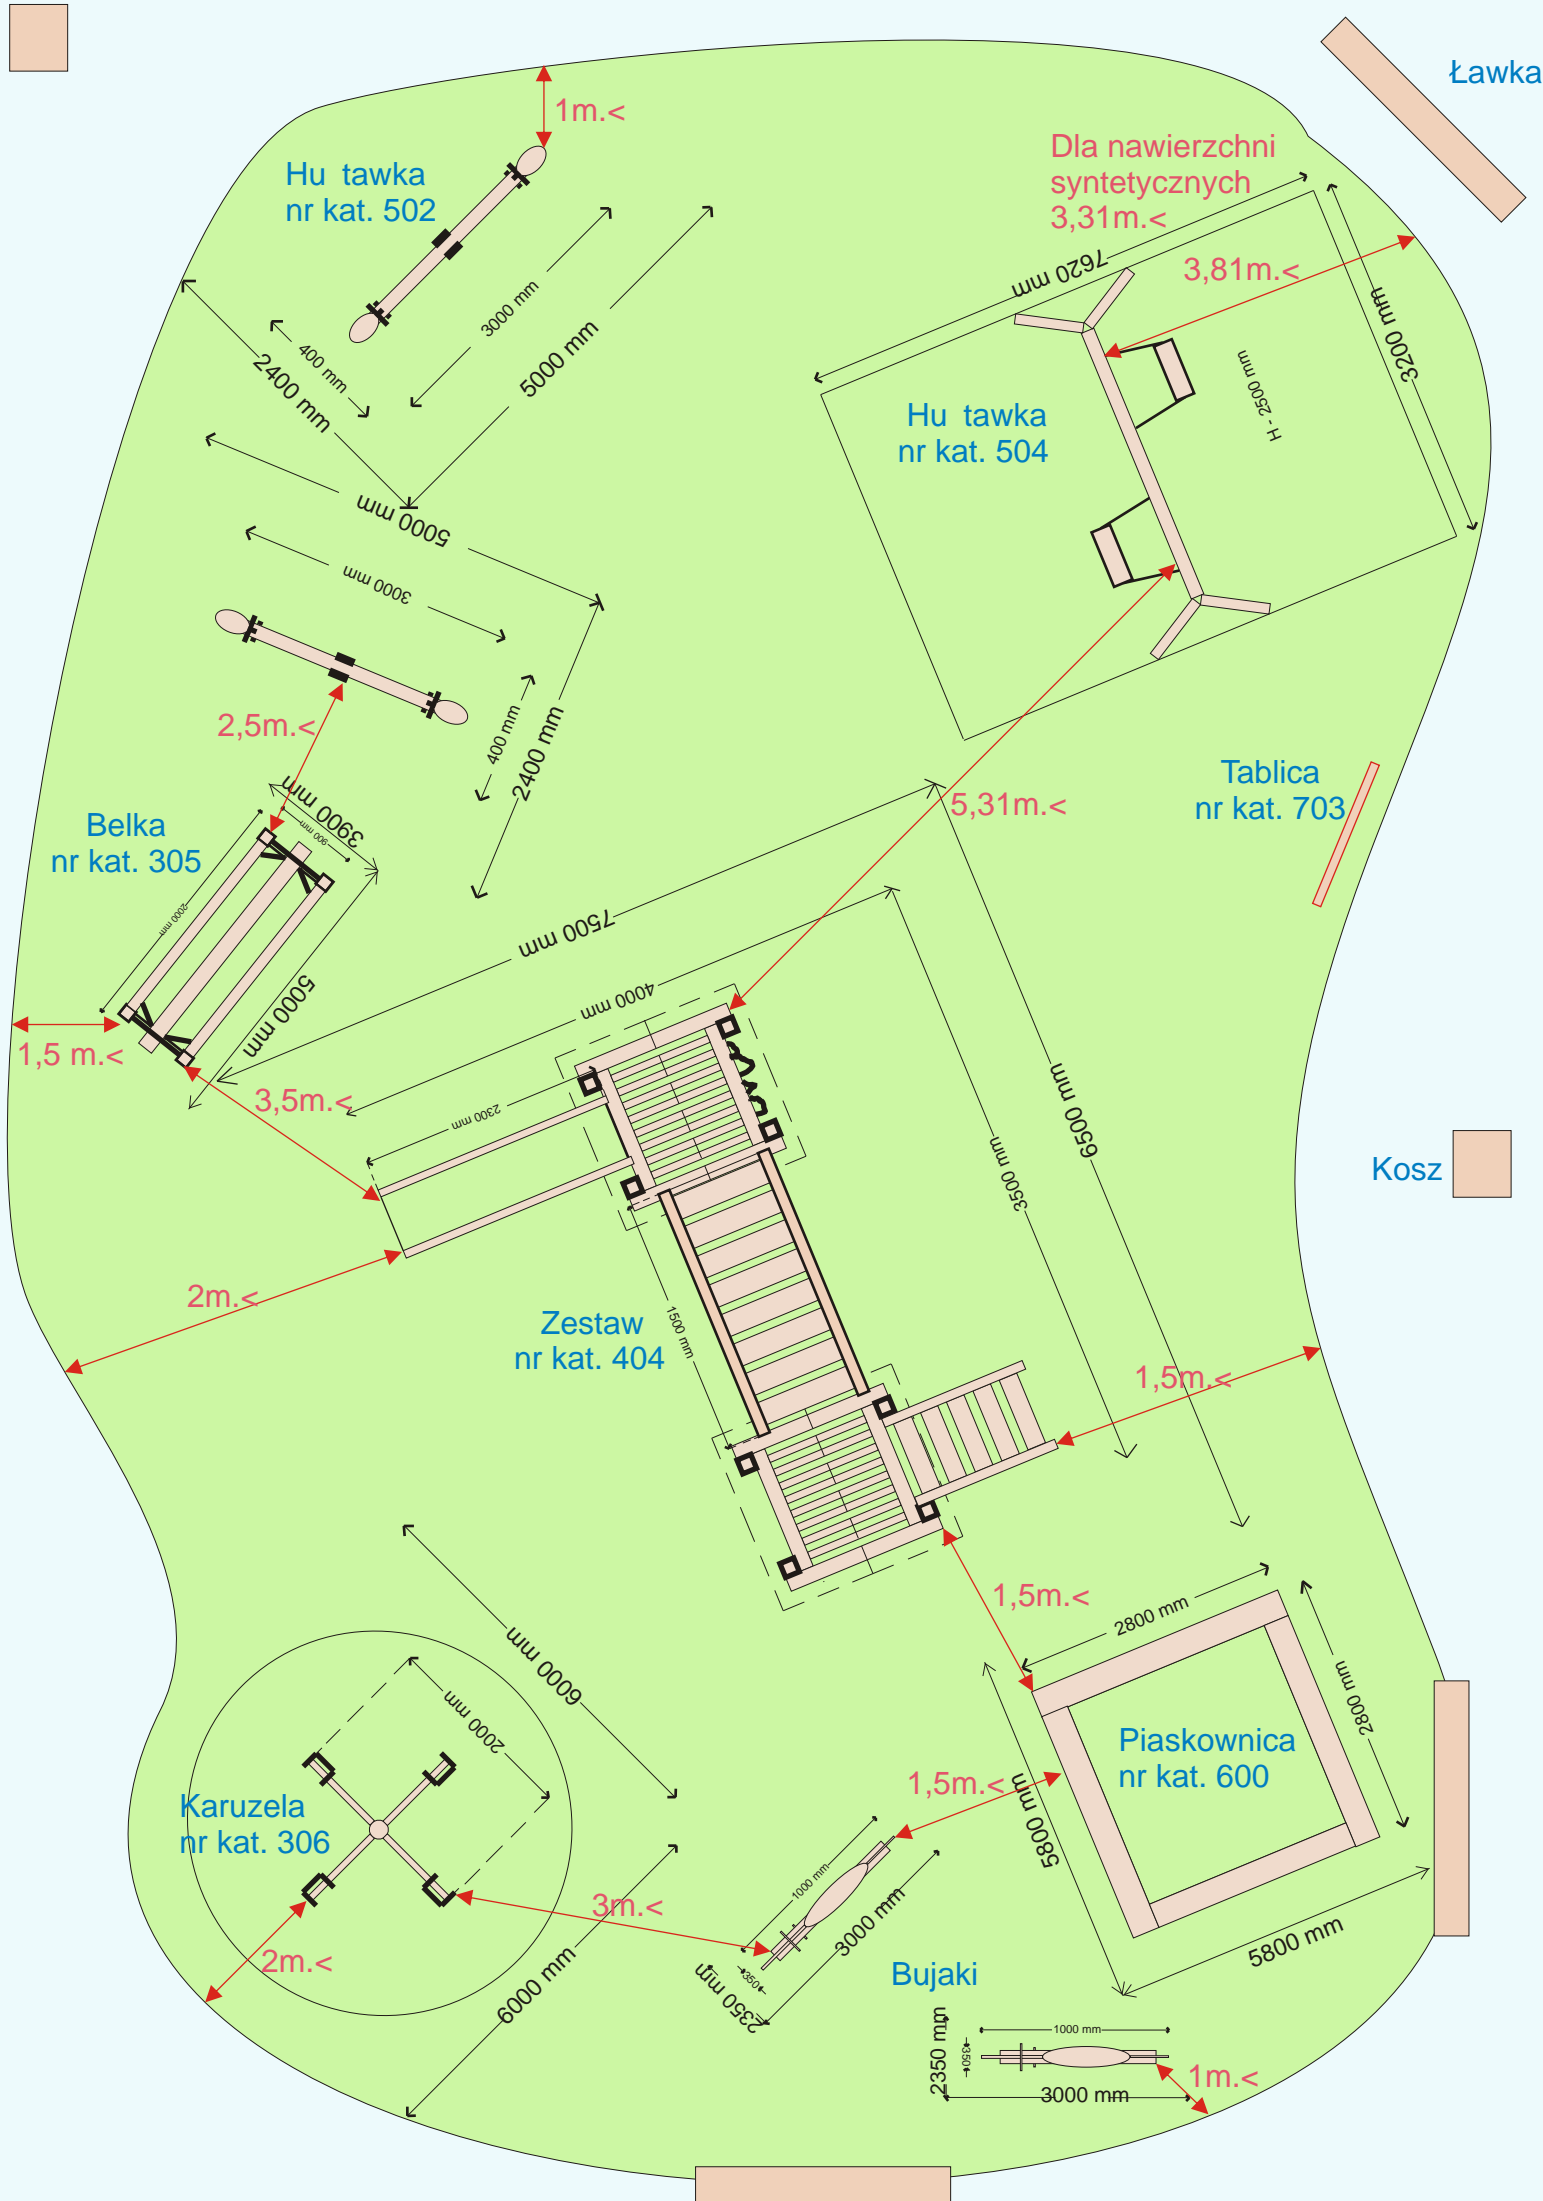 Ławka
1m.<
Hu tawka
nr kat. 502
Dla nawierzchni
syntetycznych
3,31m.<
7620 mm
3,81m.<
3200 mm
H - 2500 mm
3000 mm
5000 mm
400 mm
2400 mm
Hu tawka
nr kat. 504
5000 mm
3000 mm
400 mm
2400 mm
2,5m.<
Belka
nr kat. 305
3900 mm
900 mm
2000 mm
5000 mm
1,5 m.<
3,5m.<
5,31m.<
Tablica
nr kat. 703
7500 mm
4000 mm
2300 mm
6500 mm
3500 mm
Kosz
2m.<
Zestaw
nr kat. 404
1500 mm
1,5m.<
1,5m.<
6000 mm
2000 mm
2800 mm
2800 mm
Piaskownica
nr kat. 600
1,5m.<
5800 mm
5800 mm
Karuzela
nr kat. 306
2m.<
3m.<
6000 mm
1000 mm
3000 mm
350
2350 mm
Bujaki
1000 mm
350
2350 mm
3000 mm
1m.<